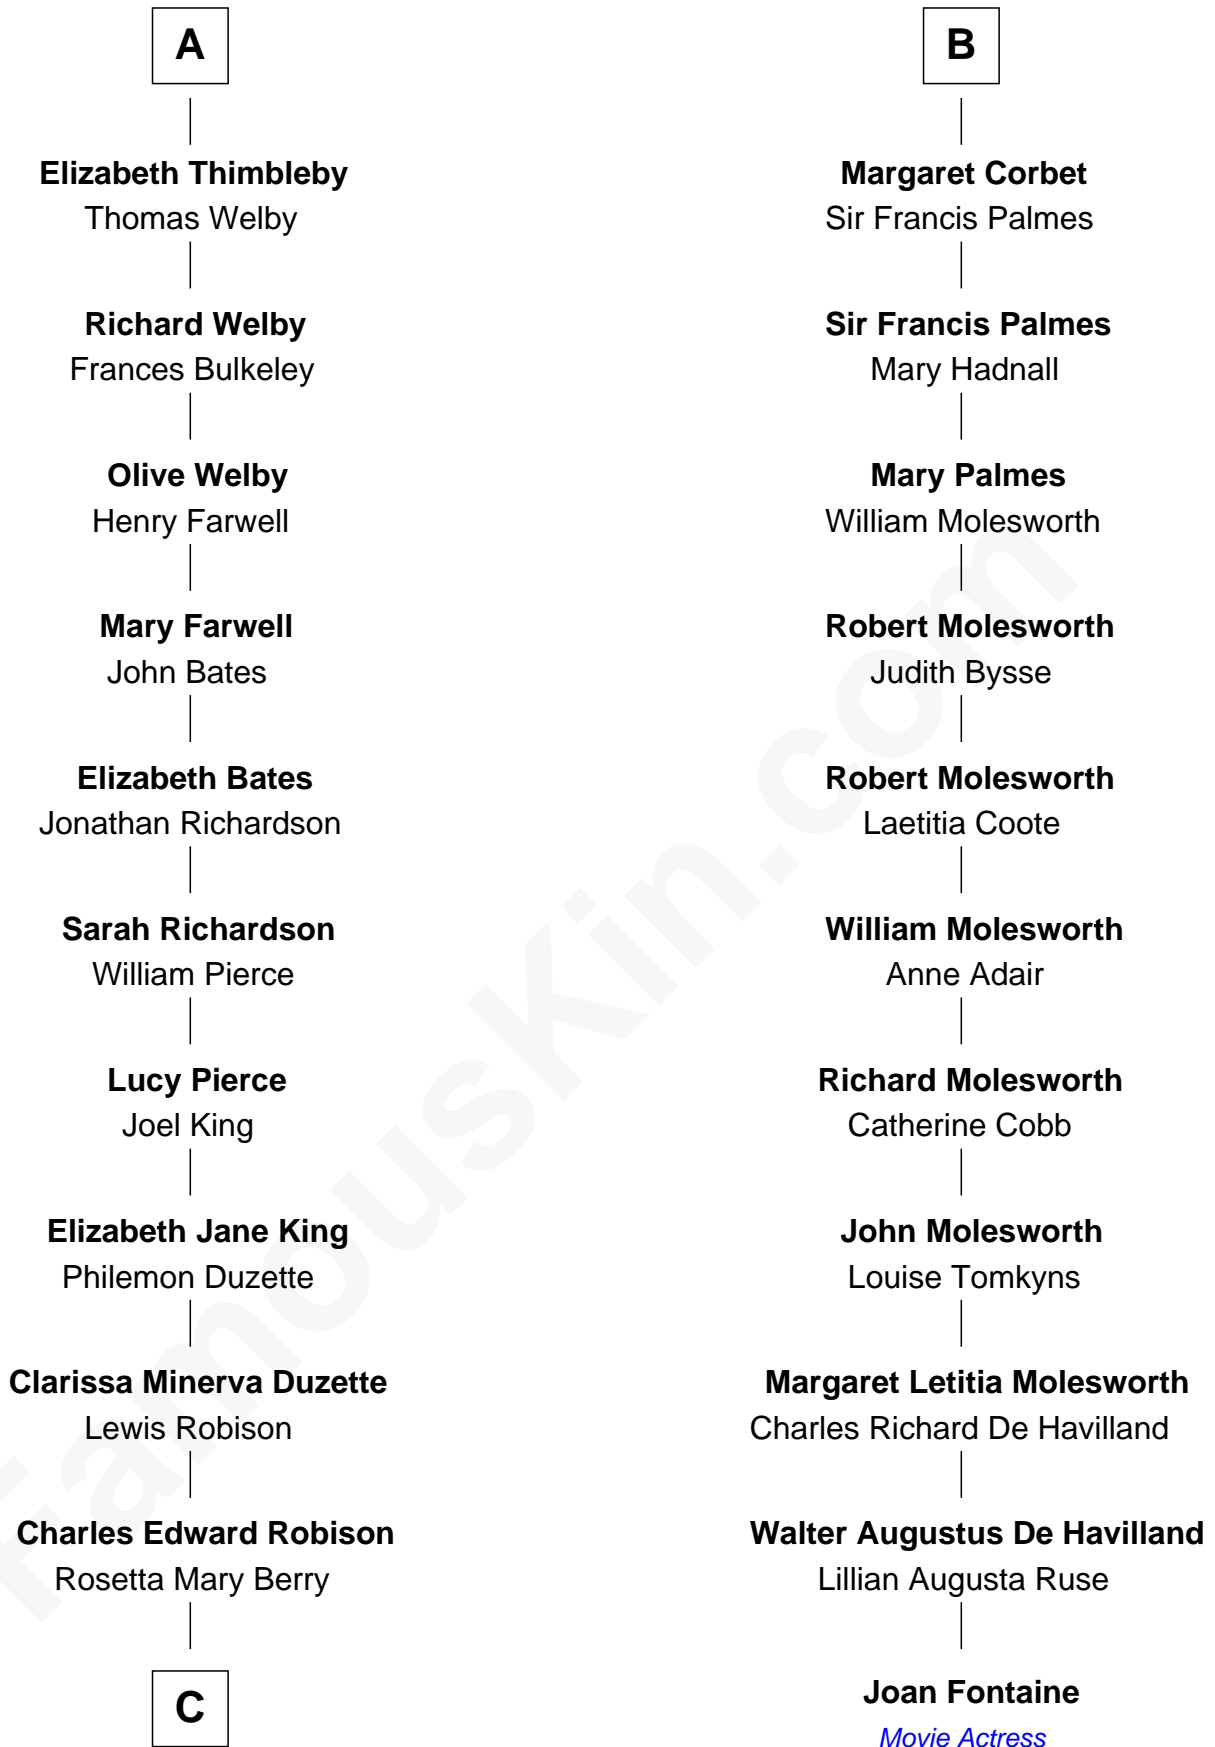 A
Elizabeth Thimbleby
Thomas Welby
Richard Welby
Frances Bulkeley
Olive Welby
Henry Farwell
Mary Farwell
John Bates
Elizabeth Bates
Jonathan Richardson
Sarah Richardson
William Pierce
Lucy Pierce
Joel King
Elizabeth Jane King
Philemon Duzette
Clarissa Minerva Duzette
Lewis Robison
Charles Edward Robison
Rosetta Mary Berry
C
B
Margaret Corbet
Sir Francis Palmes
Sir Francis Palmes
Mary Hadnall
Mary Palmes
William Molesworth
Robert Molesworth
Judith Bysse
Robert Molesworth
Laetitia Coote
William Molesworth
Anne Adair
Richard Molesworth
Catherine Cobb
John Molesworth
Louise Tomkyns
Margaret Letitia Molesworth
Charles Richard De Havilland
Walter Augustus De Havilland
Lillian Augusta Ruse
Joan Fontaine
Movie Actress
FamousKin.com